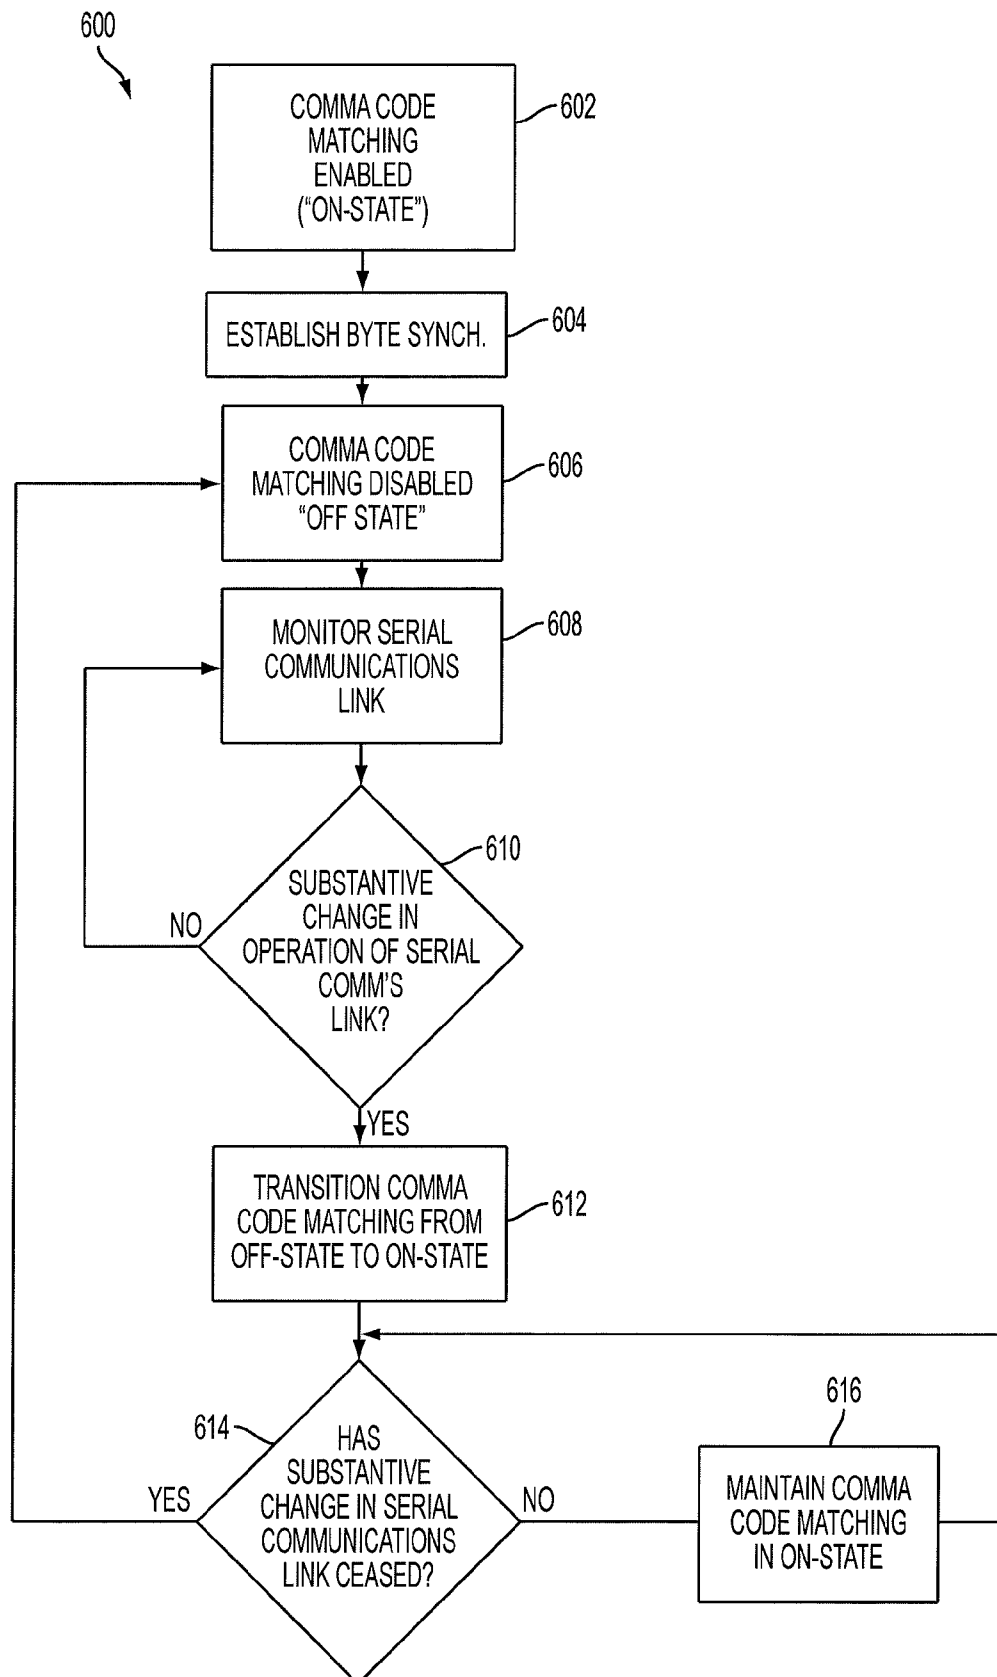 600
COMMA CODE
MATCHING
ENABLED
("ON-STATE")
602
ESTABLISH BYTE SYNCH.
604
COMMA CODE
MATCHING DISABLED
"OFF STATE"
606
MONITOR SERIAL
COMMUNICATIONS
LINK
608
610
SUBSTANTIVE
CHANGE IN
OPERATION OF SERIAL
COMM'S
LINK?
NO
YES
TRANSITION COMMA
CODE MATCHING FROM
OFF-STATE TO ON-STATE
612
614
HAS
SUBSTANTIVE
CHANGE IN SERIAL
COMMUNICATIONS
LINK CEASED?
YES
NO
616
MAINTAIN COMMA
CODE MATCHING
IN ON-STATE